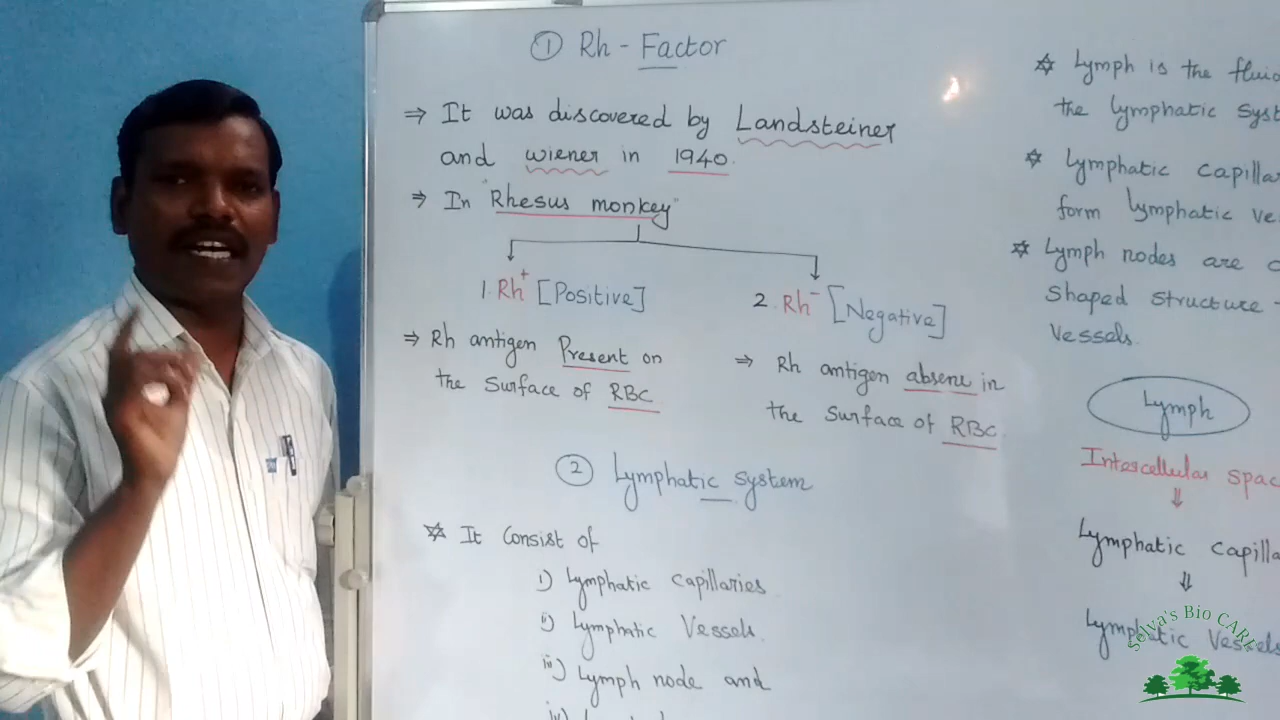 ① Rh - Factor
⇒ It was discovered by Landsteiner
and wiener in 1940.
⇒ In "Rhesus monkey"
1. Rh⁺ [Positive]
2. Rh⁻ [Negative]
⇒ Rh antigen Present on
the surface of RBC
⇒ Rh antigen absent in
the surface of RBC.
② Lymphatic system
✡ It consist of
i) Lymphatic capillaries
ii) Lymphatic Vessels.
iii) Lymph node and
iv)
✡ Lymph is the
the lymphatic
✡ Lymphatic
form lymphatic
✡ Lymph nodes are
shaped structure
vessels.
Lymph
Intercellular
⇓
Lymphatic
⇓
Lymphatic Vessels
Selva's Bio CARE